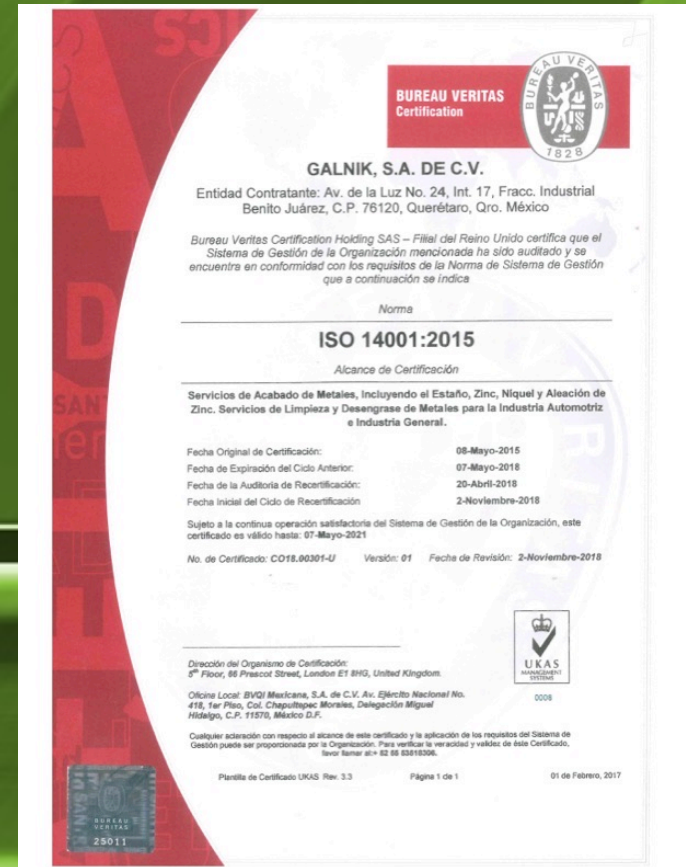 BUREAU VERITAS
Certification
BUREAU VERITAS
1828
GALNIK, S.A. DE C.V.
Entidad Contratante: Av. de la Luz No. 24, Int. 17, Fracc. Industrial
Benito Juárez, C.P. 76120, Querétaro, Qro. México
Bureau Veritas Certification Holding SAS – Filial del Reino Unido certifica que el
Sistema de Gestión de la Organización mencionada ha sido auditado y se
encuentra en conformidad con los requisitos de la Norma de Sistema de Gestión
que a continuación se indica
Norma
ISO 14001:2015
Alcance de Certificación
Servicios de Acabado de Metales, Incluyendo el Estaño, Zinc, Niquel y Aleación de
Zinc. Servicios de Limpieza y Desengrase de Metales para la Industria Automotriz
e Industria General.
Fecha Original de Certificación: 08-Mayo-2015
Fecha de Expiración del Ciclo Anterior: 07-Mayo-2018
Fecha de la Auditoria de Recertificación: 20-Abril-2018
Fecha Inicial del Ciclo de Recertificación 2-Noviembre-2018
Sujeto a la continua operación satisfactoria del Sistema de Gestión de la Organización, este
certificado es válido hasta: 07-Mayo-2021
No. de Certificado: CO18.00301-U Versión: 01 Fecha de Revisión: 2-Noviembre-2018
UKAS
MANAGEMENT
SYSTEMS
0008
Dirección del Organismo de Certificación:
5th Floor, 66 Prescot Street, London E1 8HG, United Kingdom.
Oficina Local: BVQI Mexicana, S.A. de C.V. Av. Ejército Nacional No.
418, 1er Piso, Col. Chapultepec Morales, Delegación Miguel
Hidalgo, C.P. 11570, México D.F.
Cualquier aclaración con respecto al alcance de este certificado y la aplicación de los requisitos del Sistema de
Gestión puede ser proporcionada por la Organización. Para verificar la veracidad y validez de éste Certificado,
favor llamar al:+ 52 55 53518306.
Plantilla de Certificado UKAS Rev. 3.3 Página 1 de 1 01 de Febrero, 2017
BUREAU
VERITAS
25011